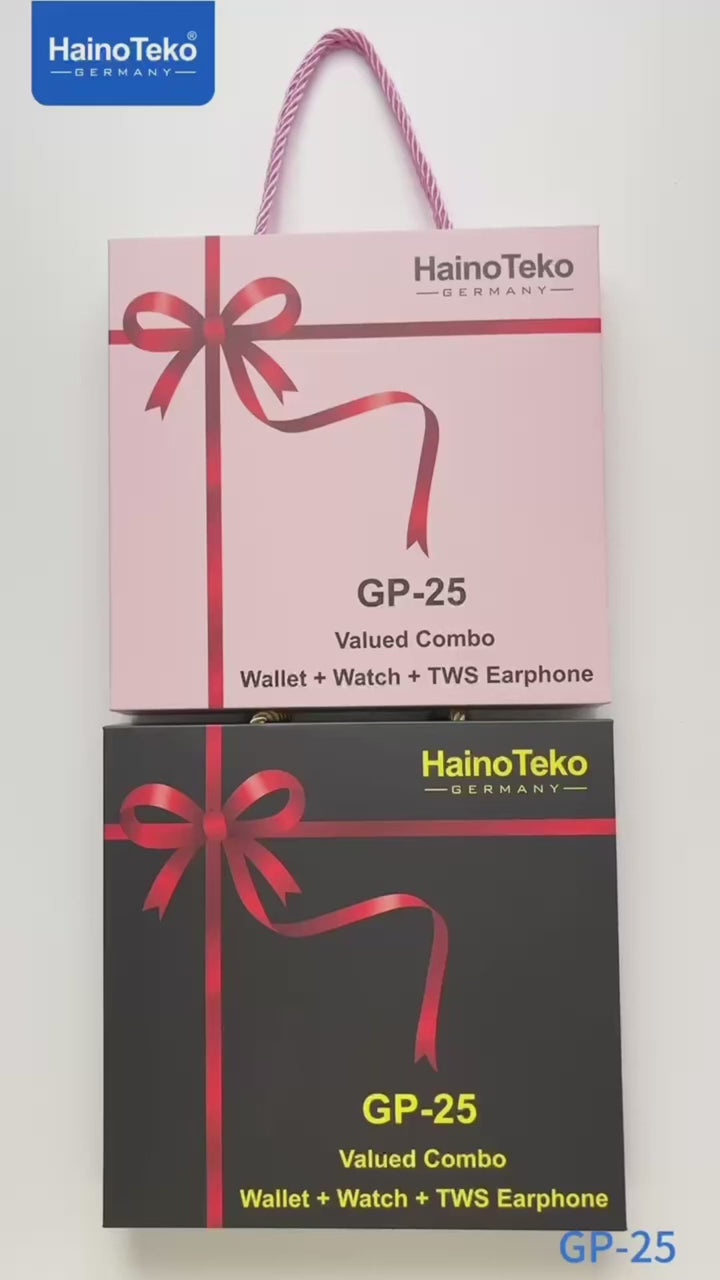 HainoTeko®
GERMANY
HainoTeko
GERMANY
GP-25
Valued Combo
Wallet + Watch + TWS Earphone
HainoTeko
GERMANY
GP-25
Valued Combo
Wallet + Watch + TWS Earphone
GP-25